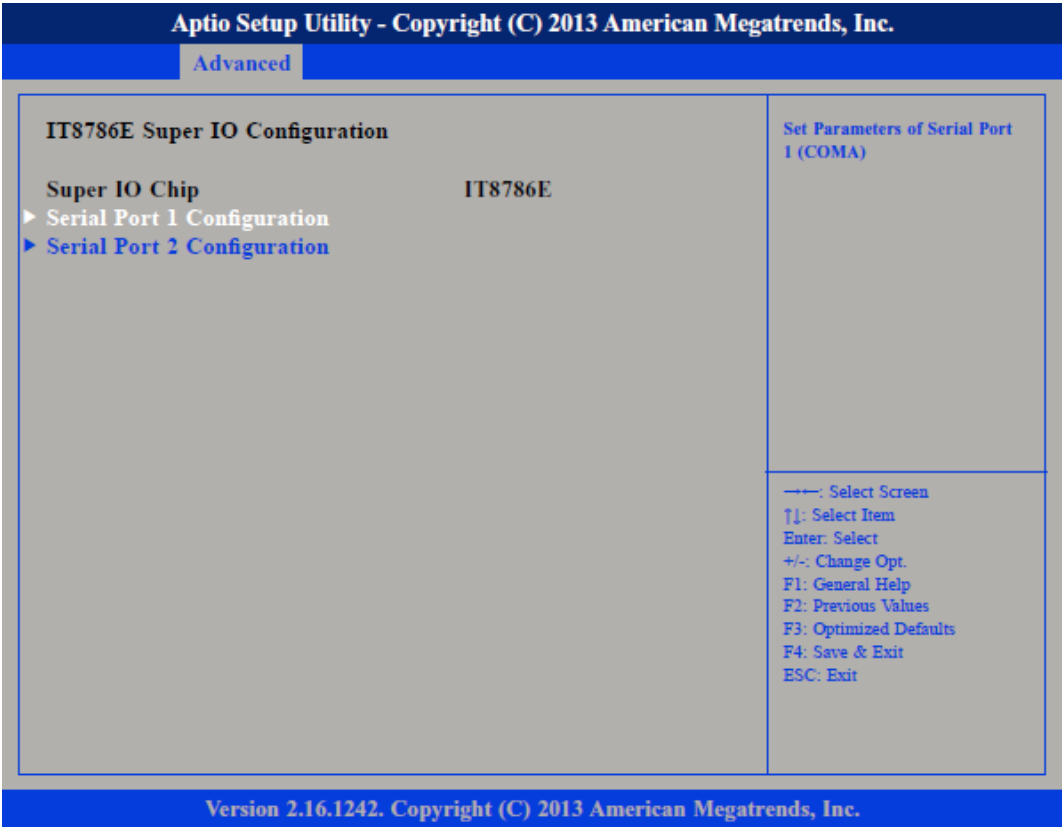 Aptio Setup Utility - Copyright (C) 2013 American Megatrends, Inc.
Advanced
IT8786E Super IO Configuration
Super IO Chip IT8786E
Serial Port 1 Configuration
Serial Port 2 Configuration
Set Parameters of Serial Port
1 (COMA)
→←: Select Screen
↑↓: Select Item
Enter: Select
+/-: Change Opt.
F1: General Help
F2: Previous Values
F3: Optimized Defaults
F4: Save & Exit
ESC: Exit
Version 2.16.1242. Copyright (C) 2013 American Megatrends, Inc.